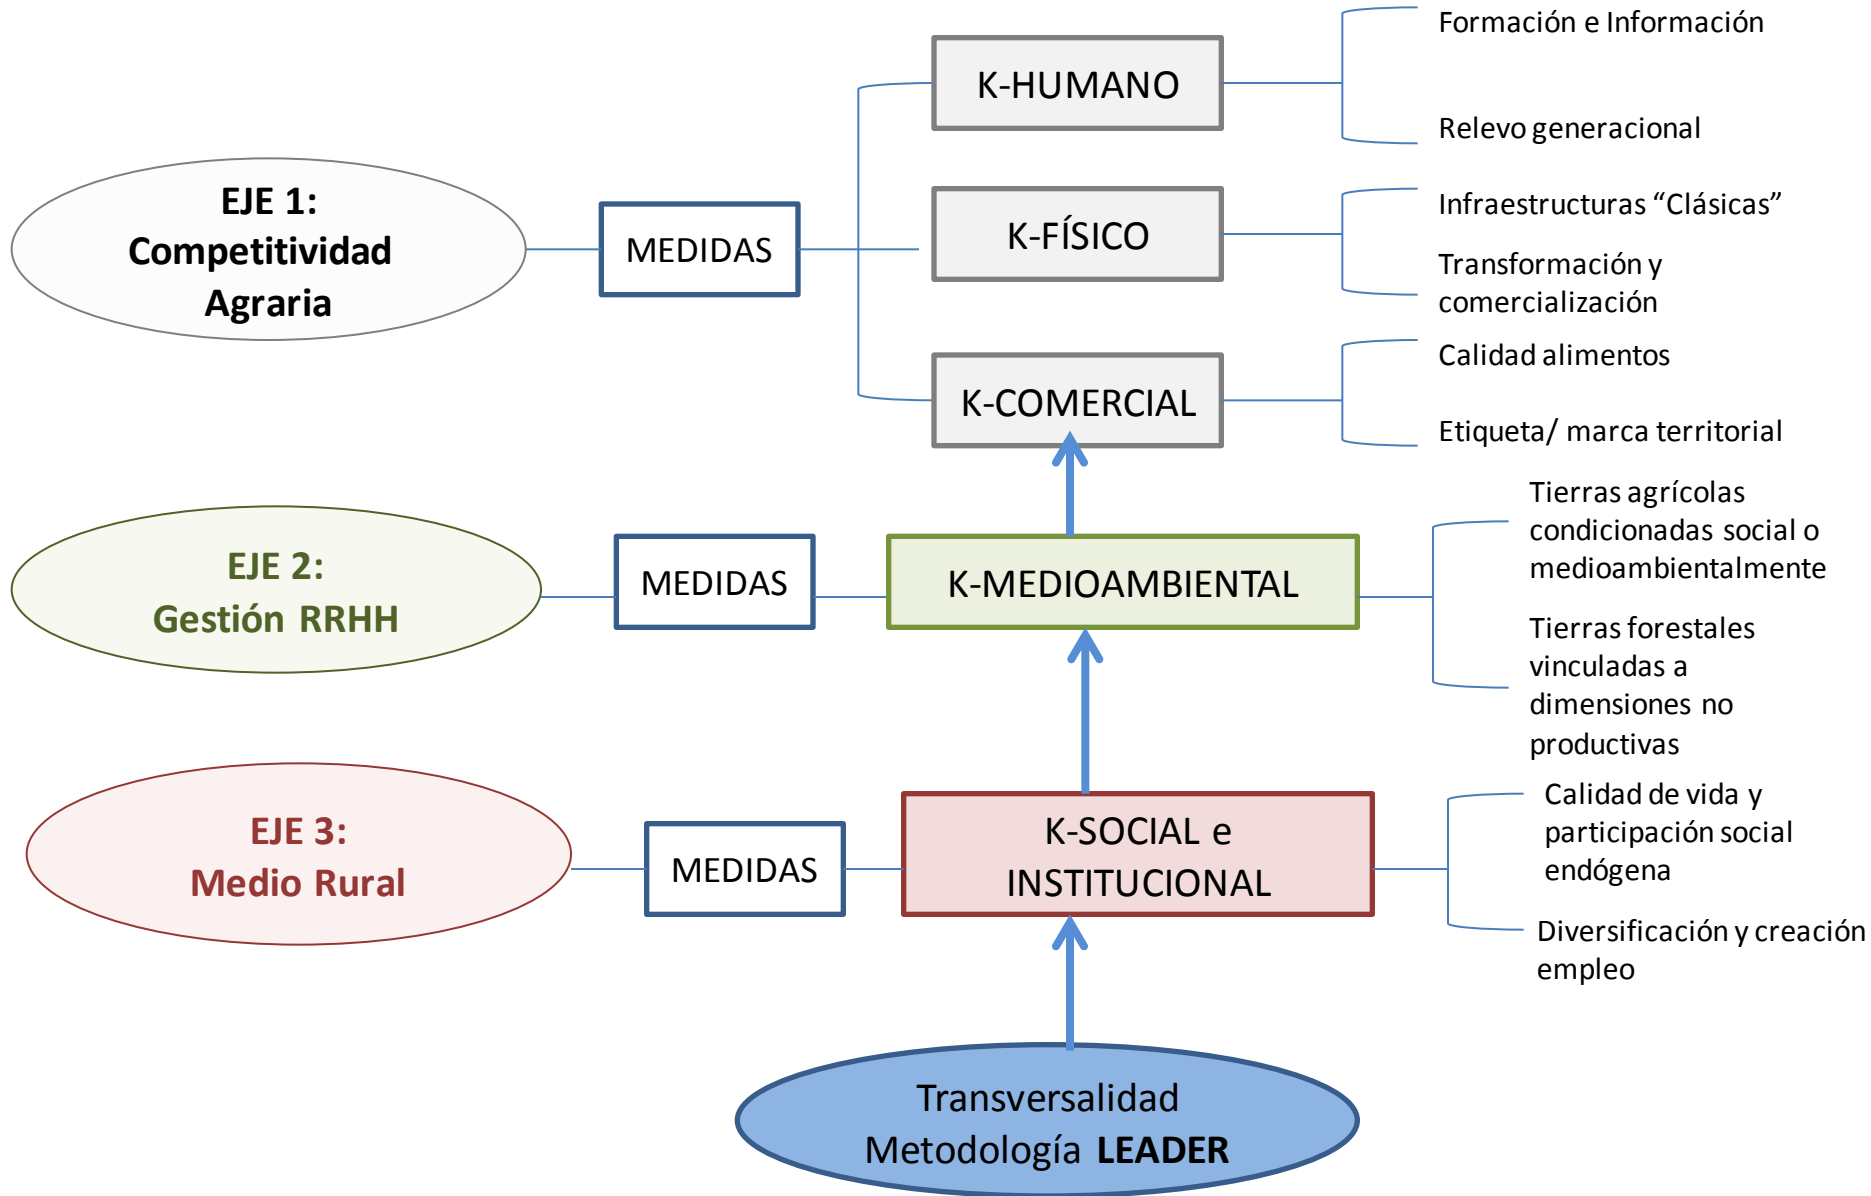 Formación e Información
K-HUMANO
Relevo generacional
EJE 1:
Competitividad
Agraria
MEDIDAS
K-FÍSICO
Infraestructuras “Clásicas”
Transformación y
comercialización
K-COMERCIAL
Calidad alimentos
Etiqueta/ marca territorial
EJE 2:
Gestión RRHH
MEDIDAS
K-MEDIOAMBIENTAL
Tierras agrícolas
condicionadas social o
medioambientalmente
Tierras forestales
vinculadas a
dimensiones no
productivas
EJE 3:
Medio Rural
MEDIDAS
K-SOCIAL e
INSTITUCIONAL
Calidad de vida y
participación social
endógena
Diversificación y creación
empleo
Transversalidad
Metodología LEADER